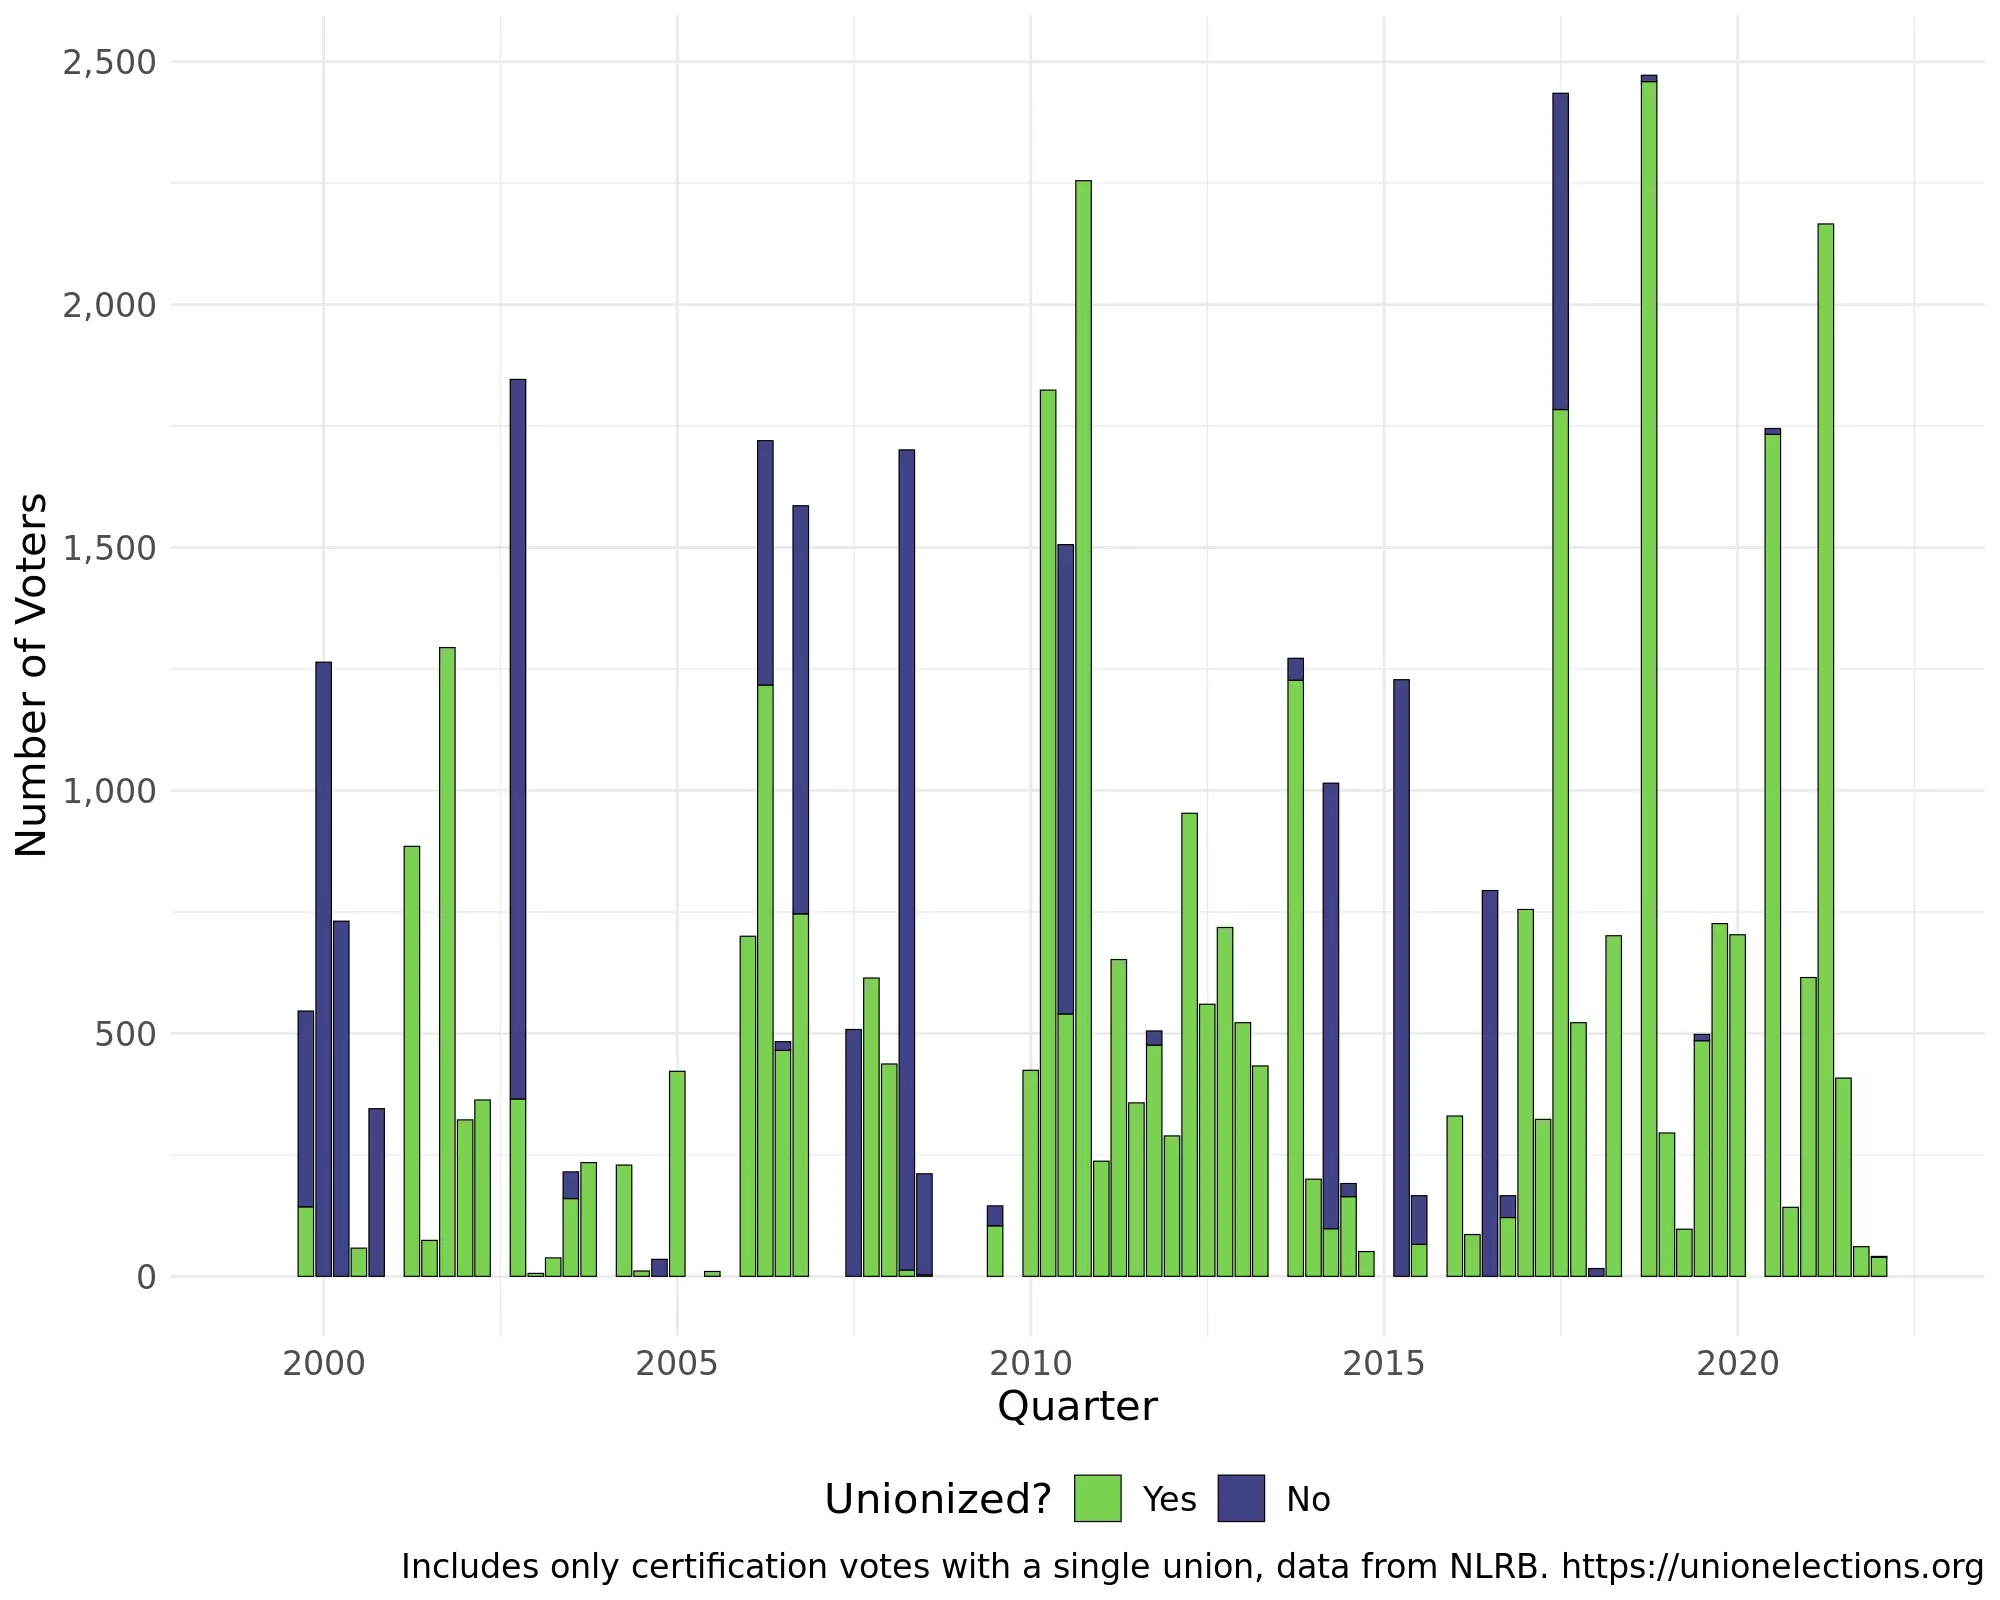 2,500
2,000
1,500
1,000
500
0
Number of Voters
2000 2005 2010 2015 2020
Quarter
Unionized? Yes No
Includes only certification votes with a single union, data from NLRB. https://unionelections.org